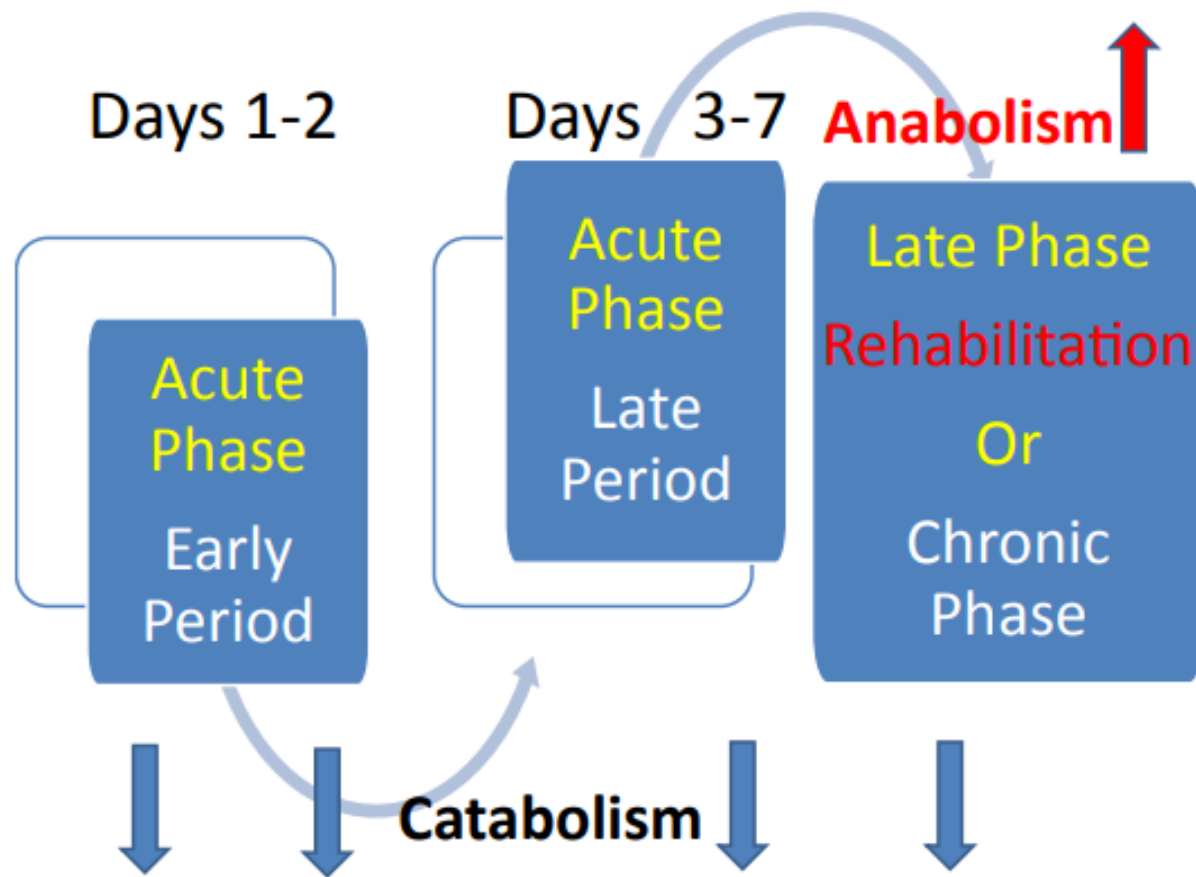 Days 1-2
Acute
Phase
Early
Period
Days 3-7
Acute
Phase
Late
Period
Anabolism
Late Phase
Rehabilitation
Or
Chronic
Phase
Catabolism